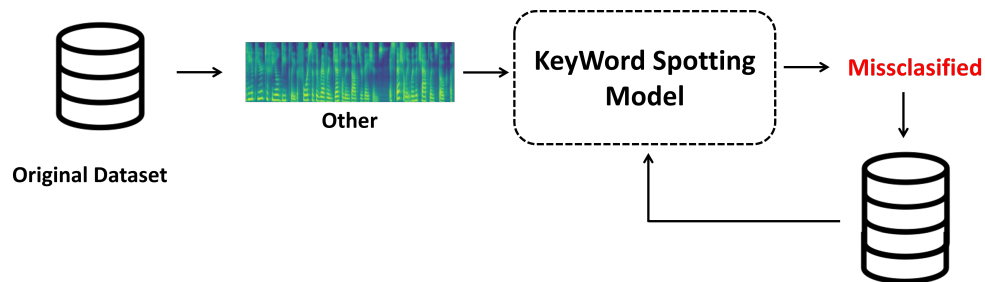 Original Dataset
Other
KeyWord Spotting
Model
Missclasified